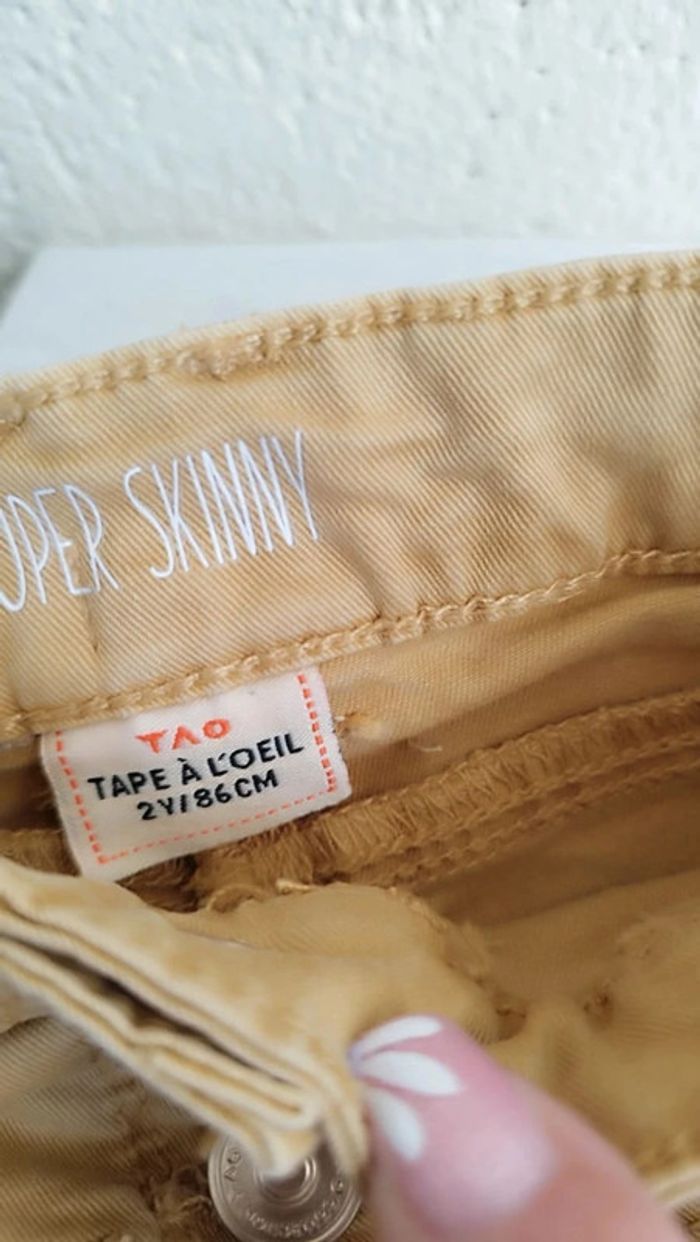 UPER SKINNY
TAO
TAPE À L'OEIL
2Y/86CM